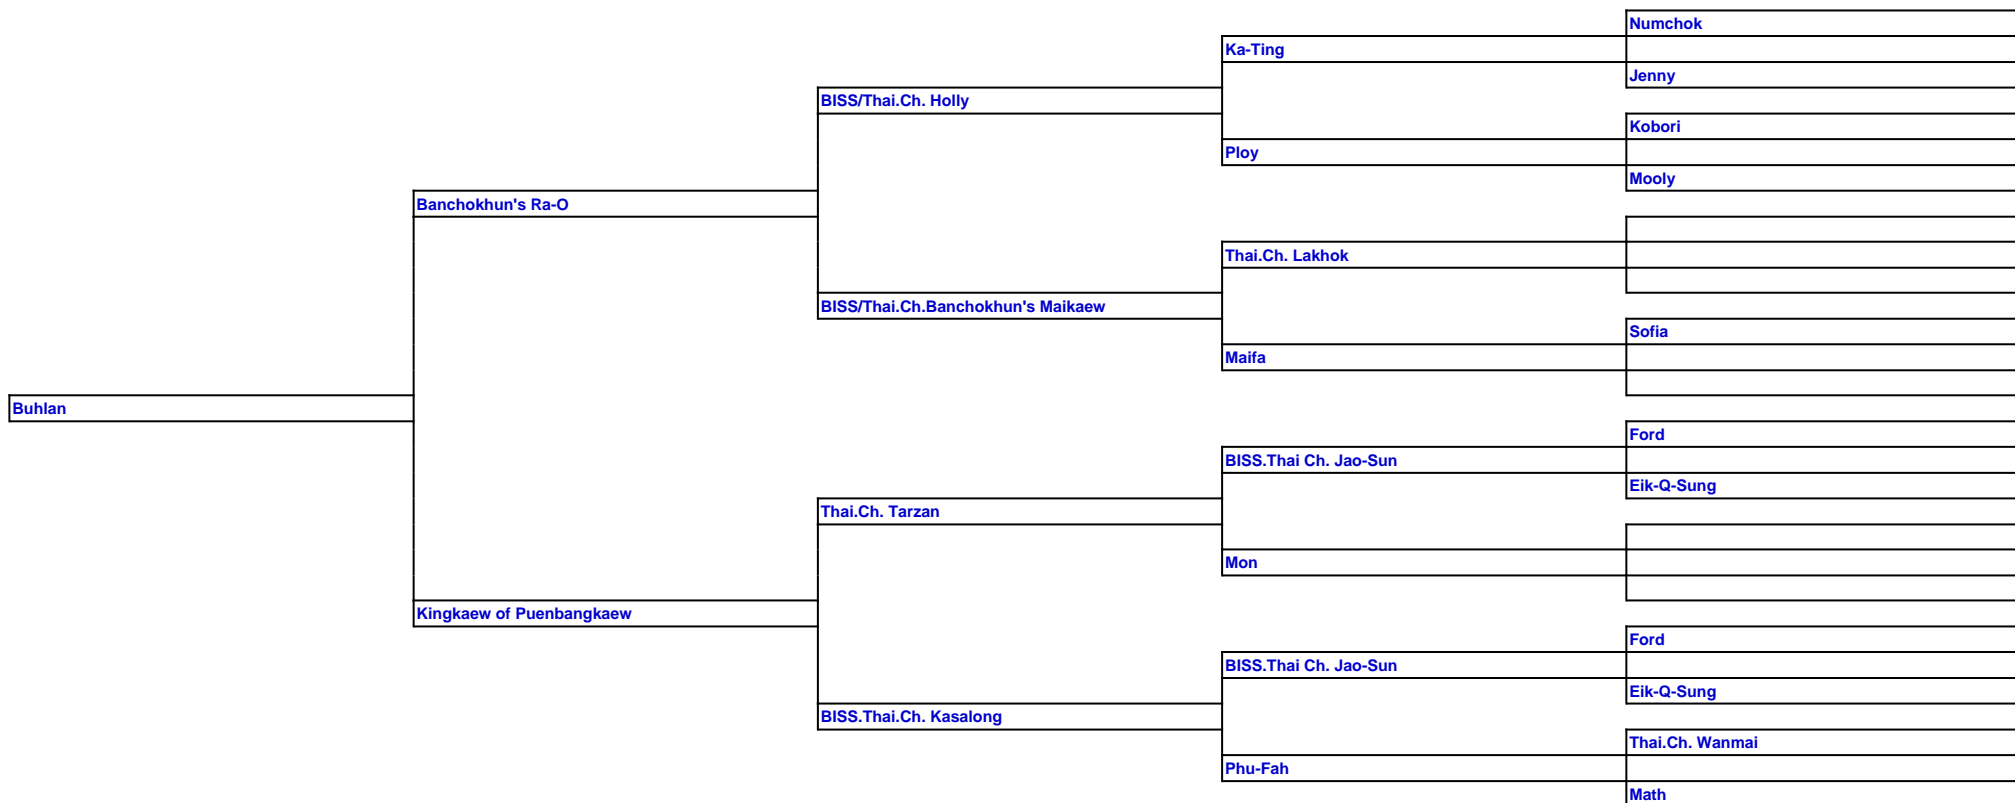 Numchok
Ka-Ting
Jenny
BISS/Thai.Ch. Holly
Kobori
Ploy
Mooly
Banchokhun's Ra-O
Thai.Ch. Lakhok
BISS/Thai.Ch.Banchokhun's Maikaew
Sofia
Maifa
Buhlan
Ford
BISS.Thai Ch. Jao-Sun
Eik-Q-Sung
Thai.Ch. Tarzan
Mon
Kingkaew of Puenbangkaew
Ford
BISS.Thai Ch. Jao-Sun
Eik-Q-Sung
BISS.Thai.Ch. Kasalong
Thai.Ch. Wanmai
Phu-Fah
Math